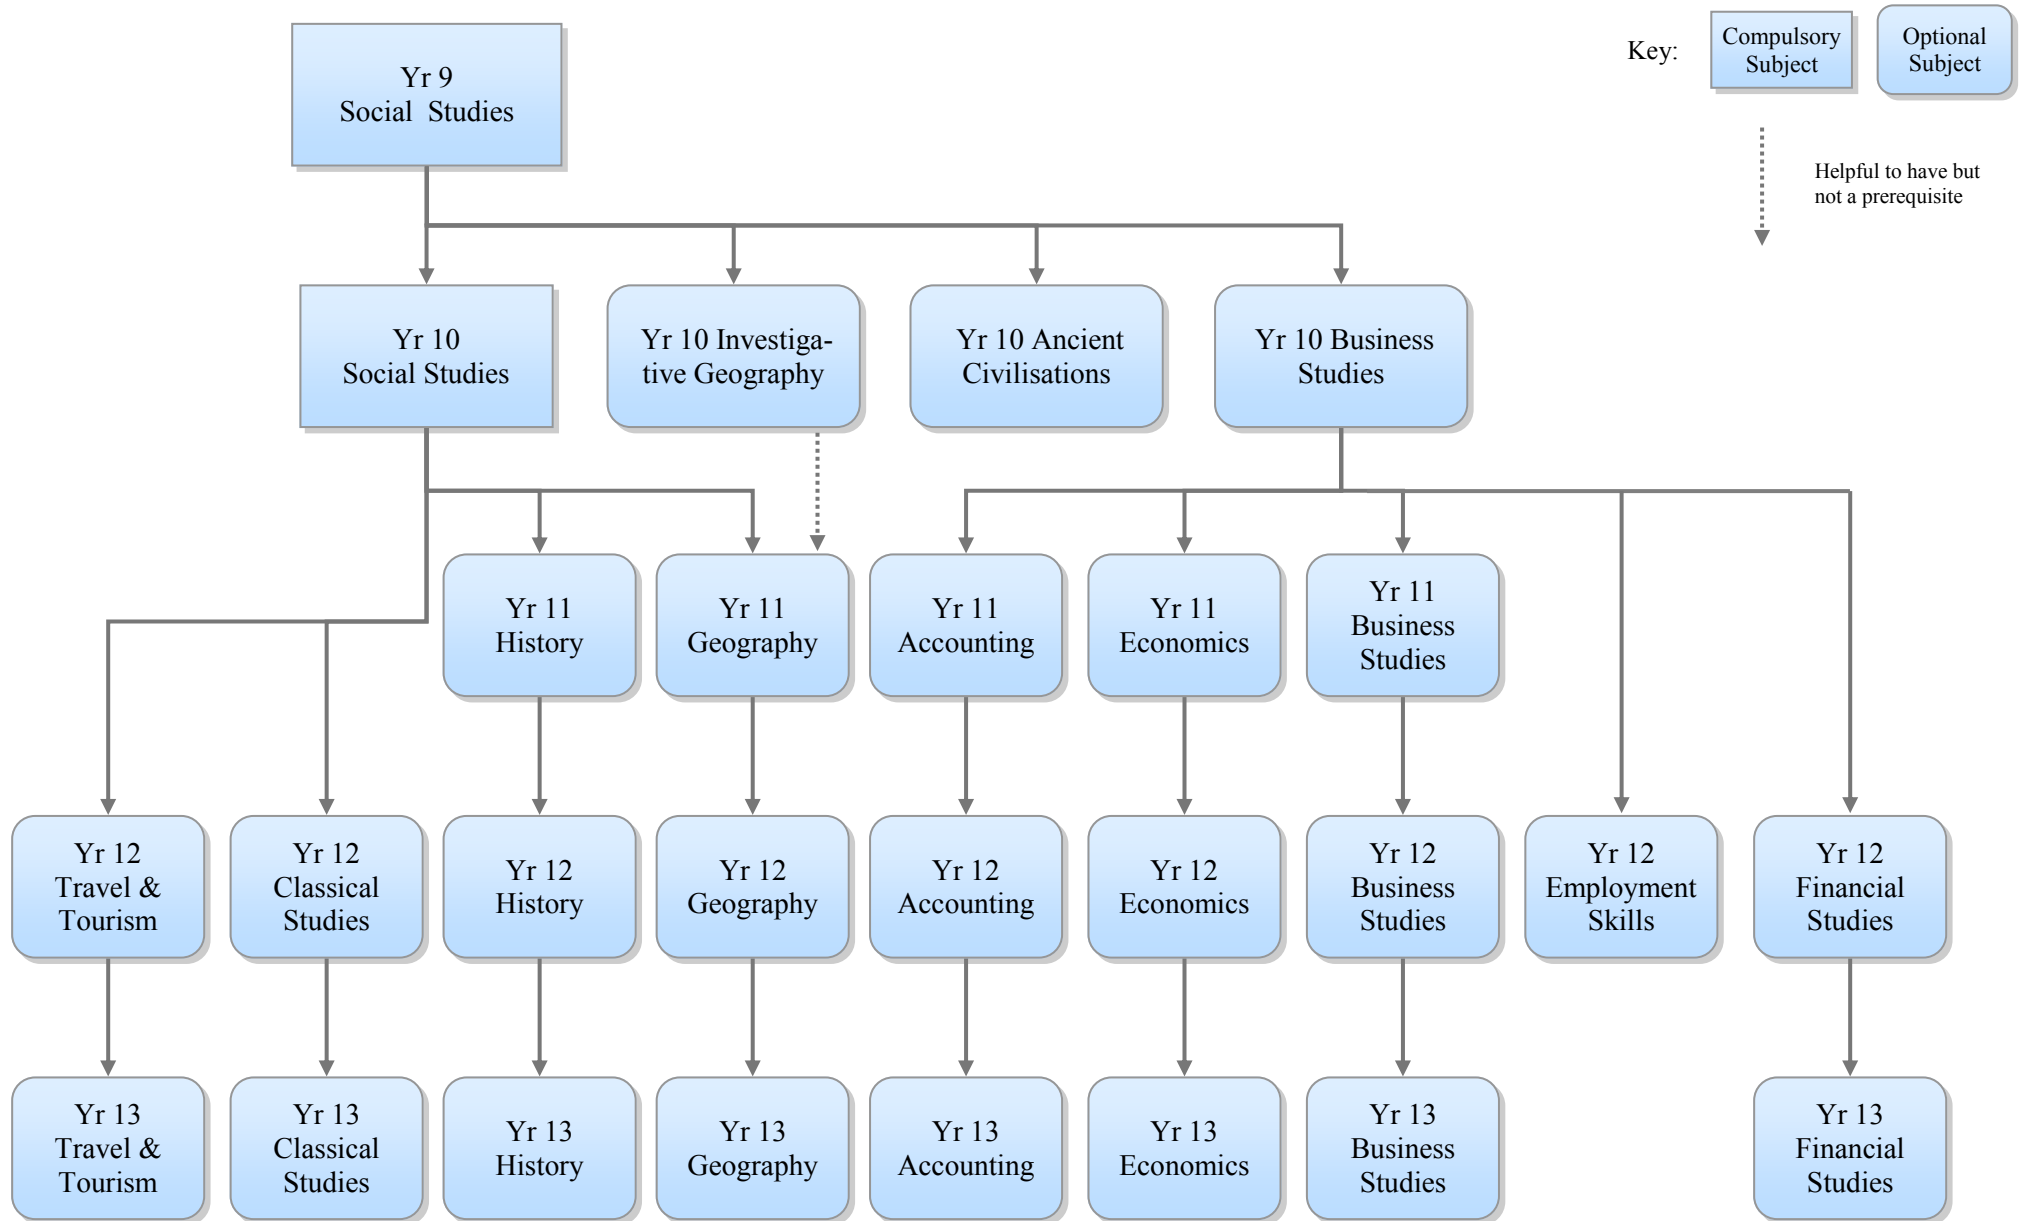 Key:
Compulsory
Subject
Optional
Subject
Helpful to have but
not a prerequisite
Yr 9
Social  Studies
Yr 10
Social Studies
Yr 10 Investiga-
tive Geography
Yr 10 Ancient
Civilisations
Yr 10 Business
Studies
Yr 11
History
Yr 11
Geography
Yr 11
Accounting
Yr 11
Economics
Yr 11
Business
Studies
Yr 12
Travel &
Tourism
Yr 12
Classical
Studies
Yr 12
History
Yr 12
Geography
Yr 12
Accounting
Yr 12
Economics
Yr 12
Business
Studies
Yr 12
Employment
Skills
Yr 12
Financial
Studies
Yr 13
Travel &
Tourism
Yr 13
Classical
Studies
Yr 13
History
Yr 13
Geography
Yr 13
Accounting
Yr 13
Economics
Yr 13
Business
Studies
Yr 13
Financial
Studies